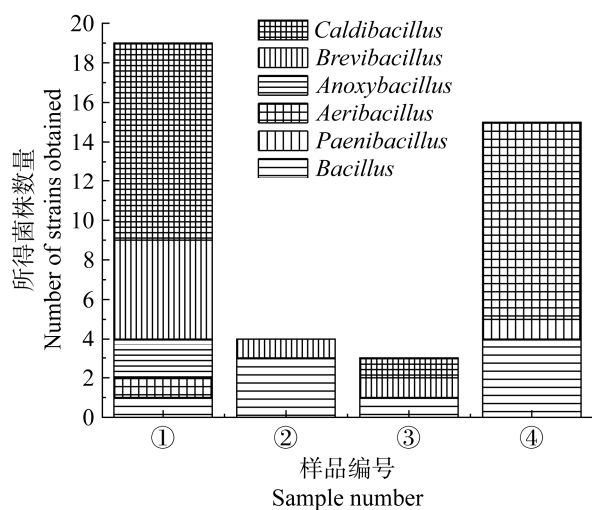 20
18
16
14
12
10
8
6
4
2
0
所得菌株数量
Number of strains obtained
Caldibacillus
Brevibacillus
Anoxybacillus
Aeribacillus
Paenibacillus
Bacillus
① ② ③ ④
样品编号
Sample number